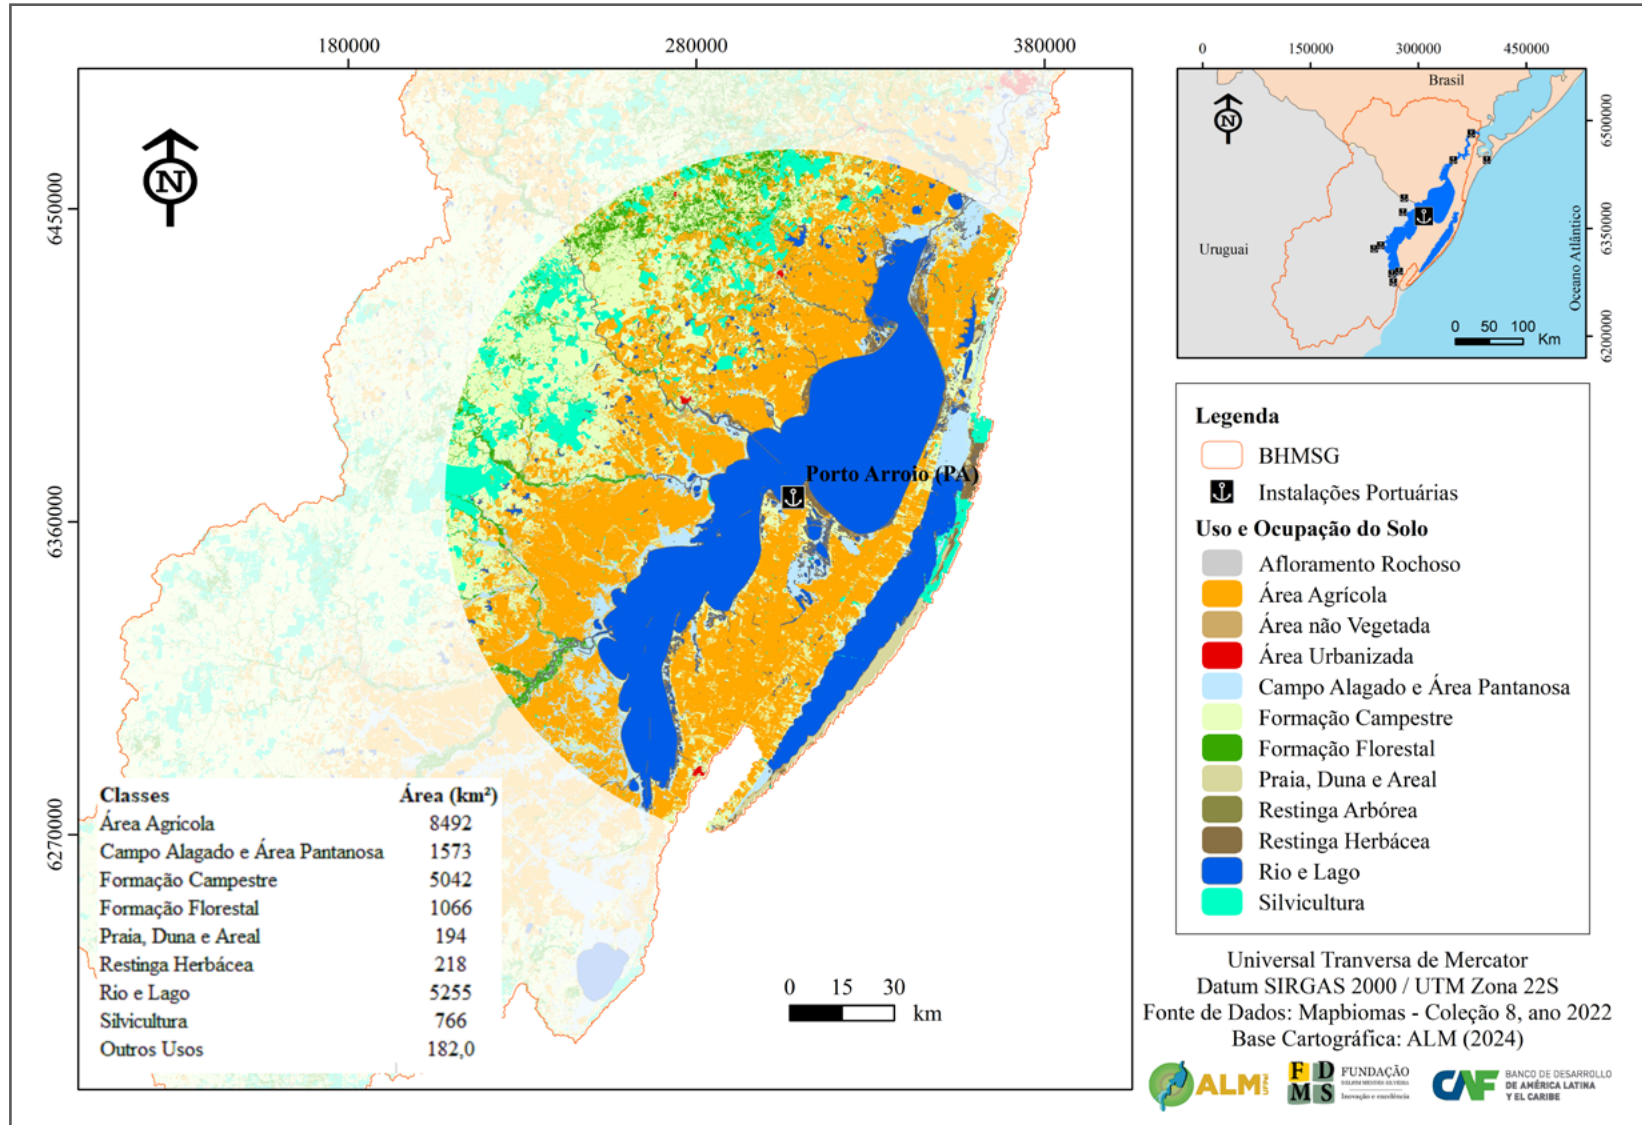 180000
280000
380000
6450000
6360000
6270000
N
Porto Arroio (PA)
Classes Área (km²)
Área Agrícola 8492
Campo Alagado e Área Pantanosa 1573
Formação Campestre 5042
Formação Florestal 1066
Praia, Duna e Areal 194
Restinga Herbácea 218
Rio e Lago 5255
Silvicultura 766
Outros Usos 182,0
0 15 30
km
0 150000 300000 450000
Brasil
N
Uruguai
Oceano Atlântico
0 50 100
Km
6500000
6350000
6200000
Legenda
BHMSG
Instalações Portuárias
Uso e Ocupação do Solo
Afloramento Rochoso
Área Agrícola
Área não Vegetada
Área Urbanizada
Campo Alagado e Área Pantanosa
Formação Campestre
Formação Florestal
Praia, Duna e Areal
Restinga Arbórea
Restinga Herbácea
Rio e Lago
Silvicultura
Universal Tranversa de Mercator
Datum SIRGAS 2000 / UTM Zona 22S
Fonte de Dados: Mapbiomas - Coleção 8, ano 2022
Base Cartográfica: ALM (2024)
ALM UFPel
F D
M S
FUNDAÇÃO
DELFIM MENDES SILVEIRA
Inovação e excelência
CAF
BANCO DE DESARROLLO
DE AMÉRICA LATINA
Y EL CARIBE